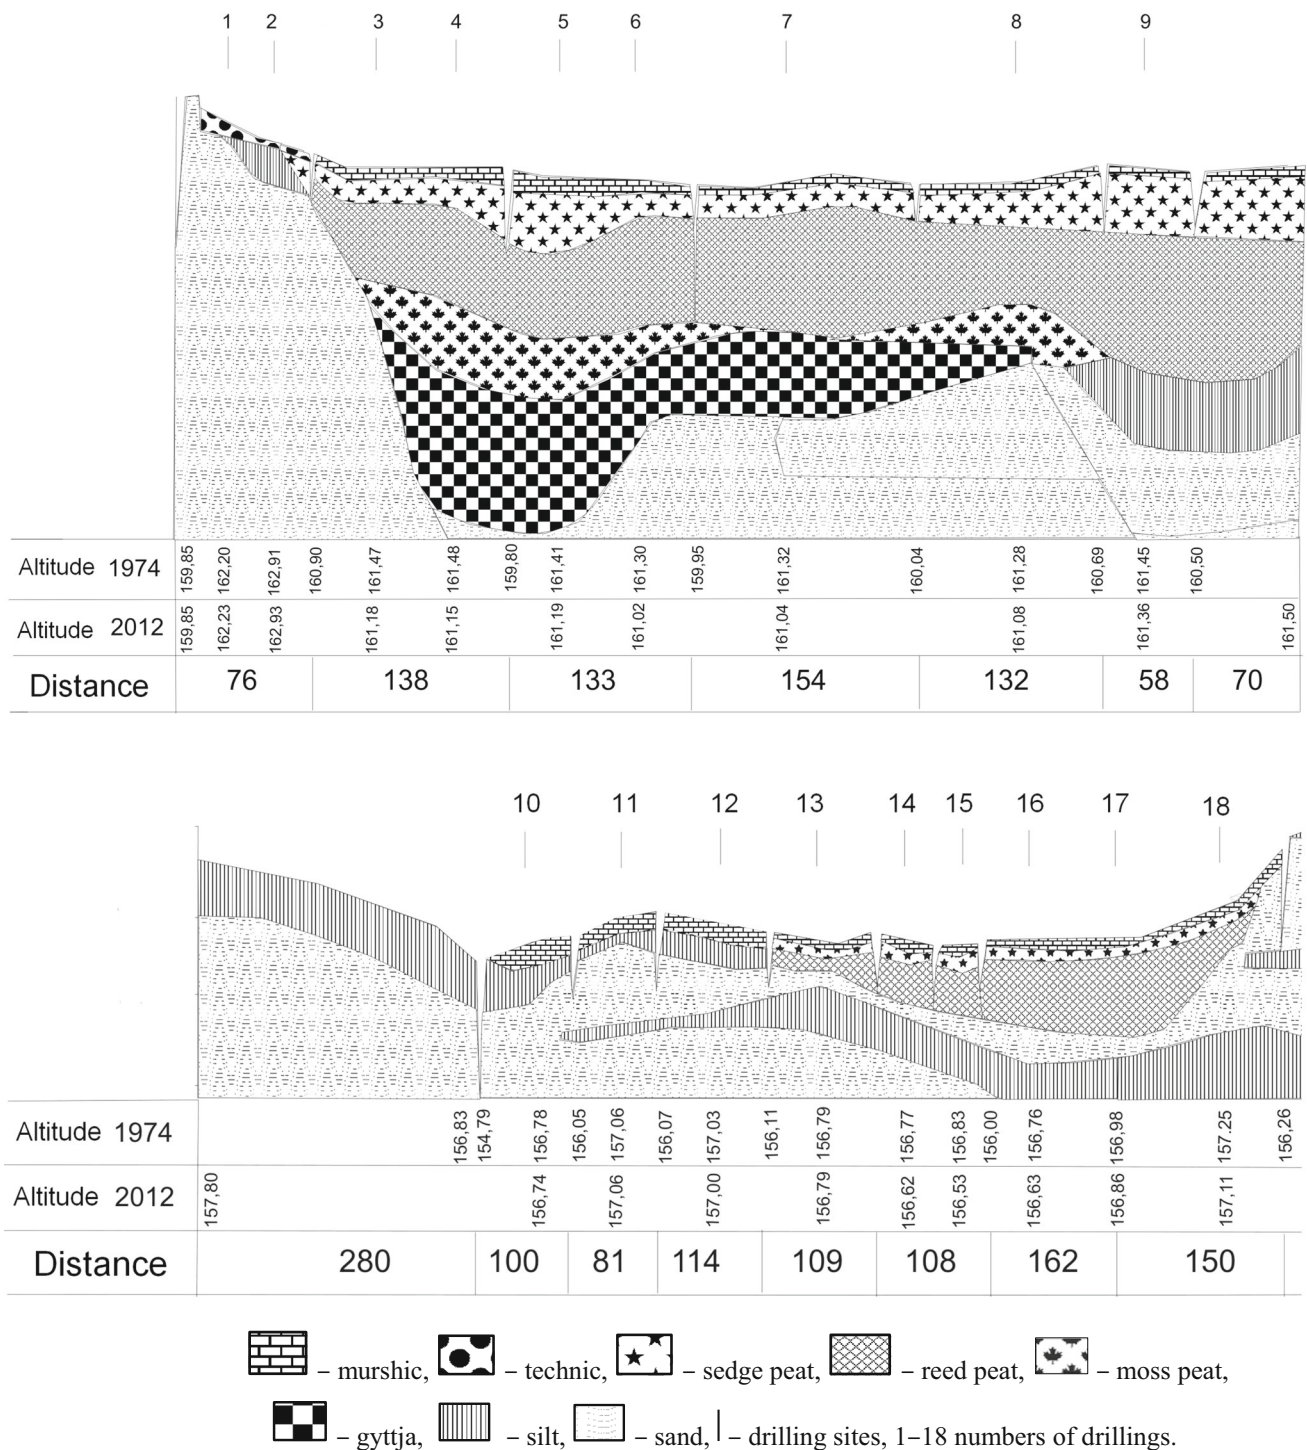 1 2 3 4 5 6 7 8 9
Altitude 1974 159,85 162,20 162,91 160,90 161,47 161,48 159,80 161,41 161,30 159,95 161,32 160,04 161,28 160,69 161,45 160,50
Altitude 2012 159,85 162,23 162,93 161,18 161,15 161,19 161,02 161,04 161,08 161,36 161,50
Distance 76 138 133 154 132 58 70
10 11 12 13 14 15 16 17 18
Altitude 1974 156,83 154,79 156,78 156,05 157,06 156,07 157,03 156,11 156,79 156,77 156,83 156,00 156,76 156,98 157.25 156,26
Altitude 2012 157,80 156,74 157,06 157,00 156,79 156,62 156,53 156,63 156,86 157,11
Distance 280 100 81 114 109 108 162 150
– murshic, – technic, – sedge peat, – reed peat, – moss peat,
– gyttja, – silt, – sand, – drilling sites, 1–18 numbers of drillings.